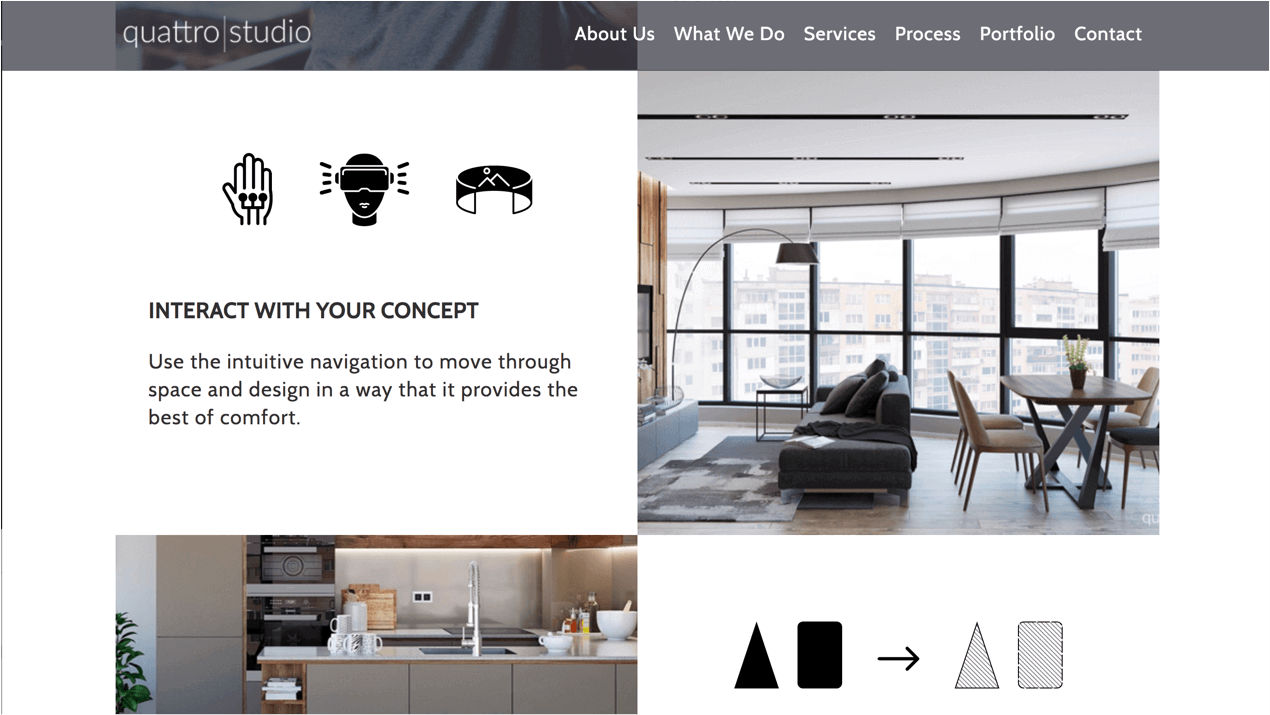 quattro|studio
About Us What We Do Services Process Portfolio Contact
INTERACT WITH YOUR CONCEPT
Use the intuitive navigation to move through
space and design in a way that it provides the
best of comfort.
qu